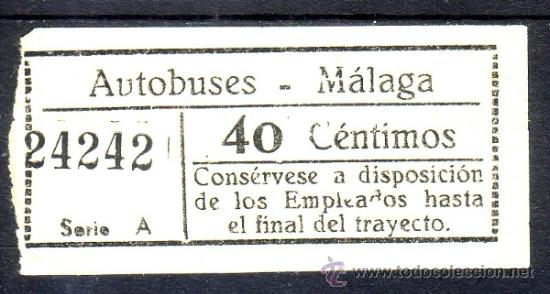 Autobuses - Málaga
24242
Serie A
40 Céntimos
Consérvese a disposición
de los Empleados hasta
el final del trayecto.
todocoleccion
www.todocoleccion.net